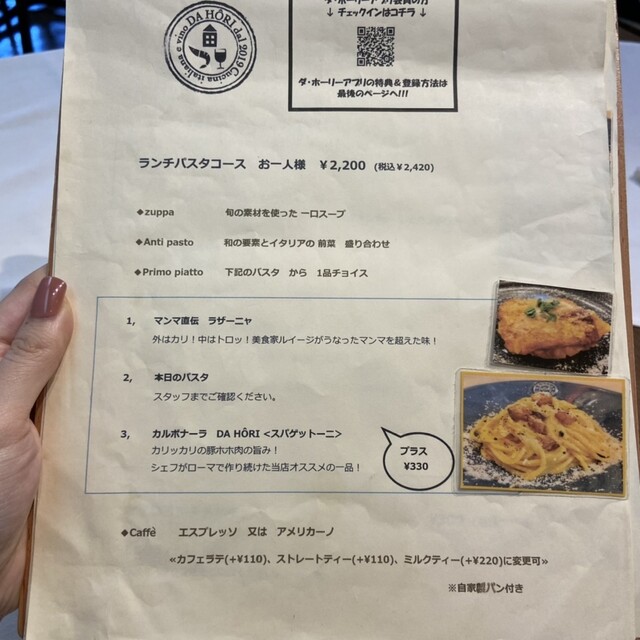 Cucina italiana e vino DA HÔRI dal 2019
↓ チェックインはコチラ ↓
ダ・ホーリーアプリの特典＆登録方法は
最後のページへ!!!
ランチパスタコース お一人様 ￥2,200 (税込￥2,420)
◆zuppa 旬の素材を使った 一口スープ
◆Anti pasto 和の要素とイタリアの 前菜 盛り合わせ
◆Primo piatto 下記のパスタ から 1品チョイス
1, マンマ直伝 ラザーニャ
外はカリ！中はトロッ！美食家ルイージがうなったマンマを超えた味！
2, 本日のパスタ
スタッフまでご確認ください。
3, カルボナーラ DA HÔRI <スパゲットーニ>
カリッカリの豚ホホ肉の旨み！
シェフがローマで作り続けた当店オススメの一品！
プラス
¥330
◆Caffè エスプレッソ 又は アメリカーノ
≪カフェラテ(+¥110)、ストレートティー(+¥110)、ミルクティー(+¥220)に変更可≫
※自家製パン付き